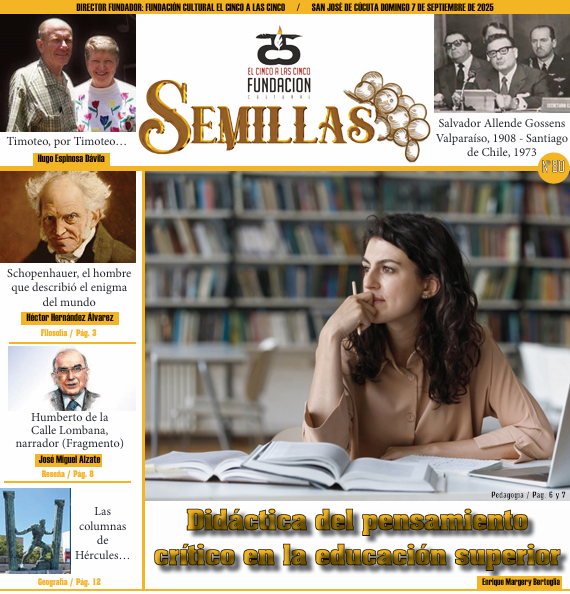 DIRECTOR FUNDADOR: FUNDACIÓN CULTURAL EL CINCO A LAS CINCO / SAN JOSÉ DE CÚCUTA DOMINGO 7 DE SEPTIEMBRE DE 2025
EL CINCO A LAS CINCO
FUNDACION
CULTURAL
SEMILLAS
Timoteo, por Timoteo…
Hugo Espinosa Dávila
Salvador Allende Gossens
Valparaíso, 1908 - Santiago
de Chile, 1973
N°80
Schopenhauer, el hombre
que describió el enigma
del mundo
Héctor Hernández Álvarez
Filosofía / Pág. 3
Humberto de la
Calle Lombana,
narrador (Fragmento)
José Miguel Alzate
Reseña / Pág. 8
Las
columnas
de
Hércules…
Geografía / Pág. 12
Pedagogía / Pág. 6 y 7
Didáctica del pensamiento
crítico en la educación superior
Enrique Margery Bertoglia